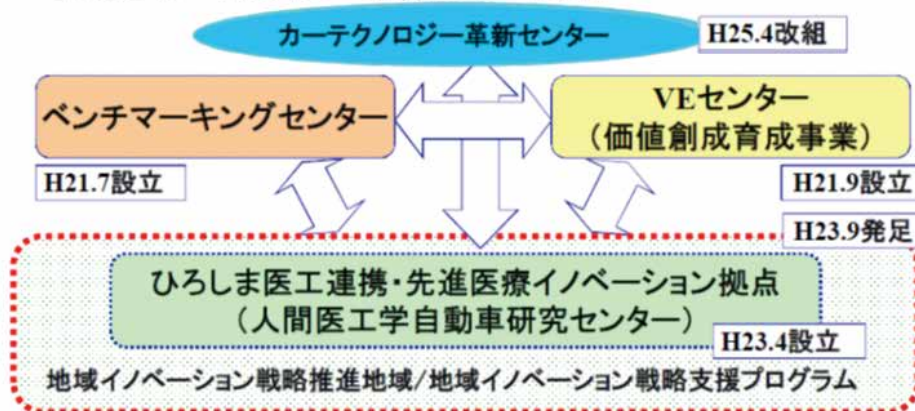 カーテクノロジー革新センター
H25.4改組
ベンチマーキングセンター
VEセンター
（価値創成育成事業）
H21.7設立
H21.9設立
H23.9発足
ひろしま医工連携・先進医療イノベーション拠点
（人間医工学自動車研究センター）
H23.4設立
地域イノベーション戦略推進地域/地域イノベーション戦略支援プログラム